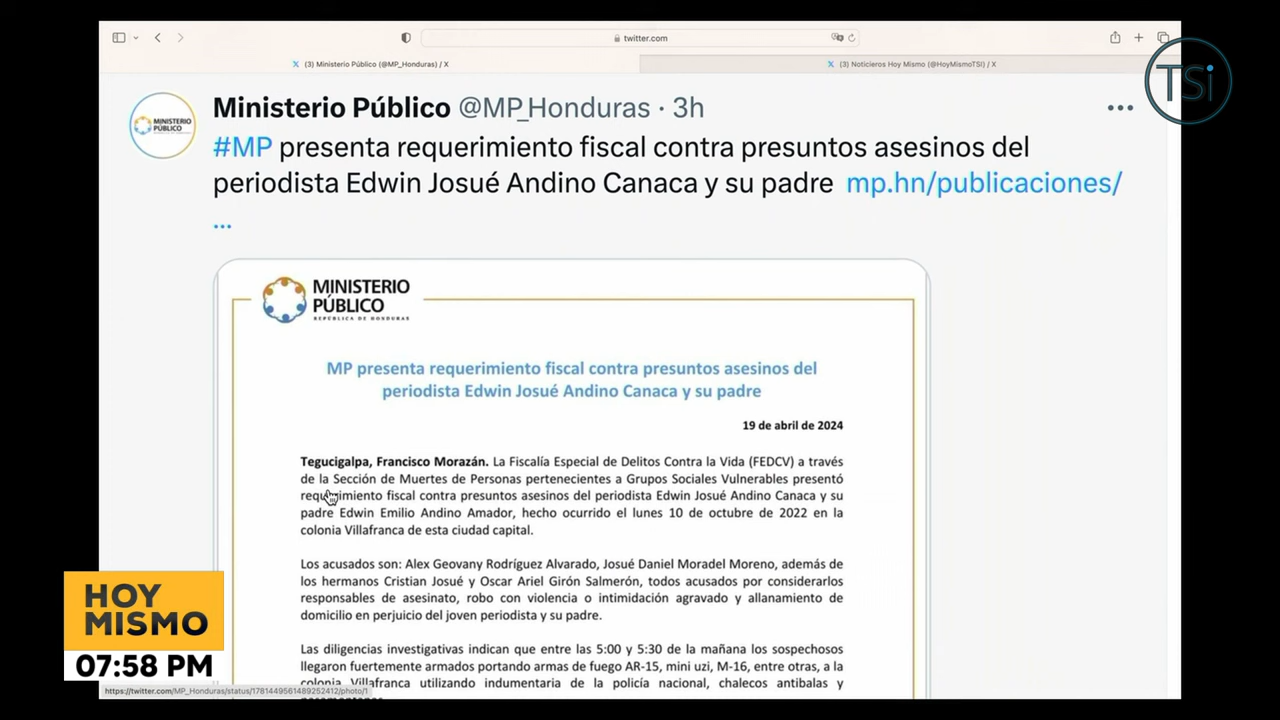 twitter.com
(3) Ministerio Público (@MP_Honduras) / X
(3) Noticieros Hoy Mismo (@HoyMismoTSI) / X
TSi
MINISTERIO
PÚBLICO
Ministerio Público @MP_Honduras · 3h
#MP presenta requerimiento fiscal contra presuntos asesinos del
periodista Edwin Josué Andino Canaca y su padre mp.hn/publicaciones/
...
MINISTERIO
PÚBLICO
REPÚBLICA DE HONDURAS
MP presenta requerimiento fiscal contra presuntos asesinos del
periodista Edwin Josué Andino Canaca y su padre
19 de abril de 2024
Tegucigalpa, Francisco Morazán. La Fiscalía Especial de Delitos Contra la Vida (FEDCV) a través
de la Sección de Muertes de Personas pertenecientes a Grupos Sociales Vulnerables presentó
requerimiento fiscal contra presuntos asesinos del periodista Edwin Josué Andino Canaca y su
padre Edwin Emilio Andino Amador, hecho ocurrido el lunes 10 de octubre de 2022 en la
colonia Villafranca de esta ciudad capital.
Los acusados son: Alex Geovany Rodríguez Alvarado, Josué Daniel Moradel Moreno, además de
los hermanos Cristian Josué y Oscar Ariel Girón Salmerón, todos acusados por considerarlos
responsables de asesinato, robo con violencia o intimidación agravado y allanamiento de
domicilio en perjuicio del joven periodista y su padre.
Las diligencias investigativas indican que entre las 5:00 y 5:30 de la mañana los sospechosos
llegaron fuertemente armados portando armas de fuego AR-15, mini uzi, M-16, entre otras, a la
colonia Villafranca utilizando indumentaria de la policía nacional, chalecos antibalas y
HOY
MISMO
07:58 PM
https://twitter.com/MP_Honduras/status/1781449561489252412/photo/1